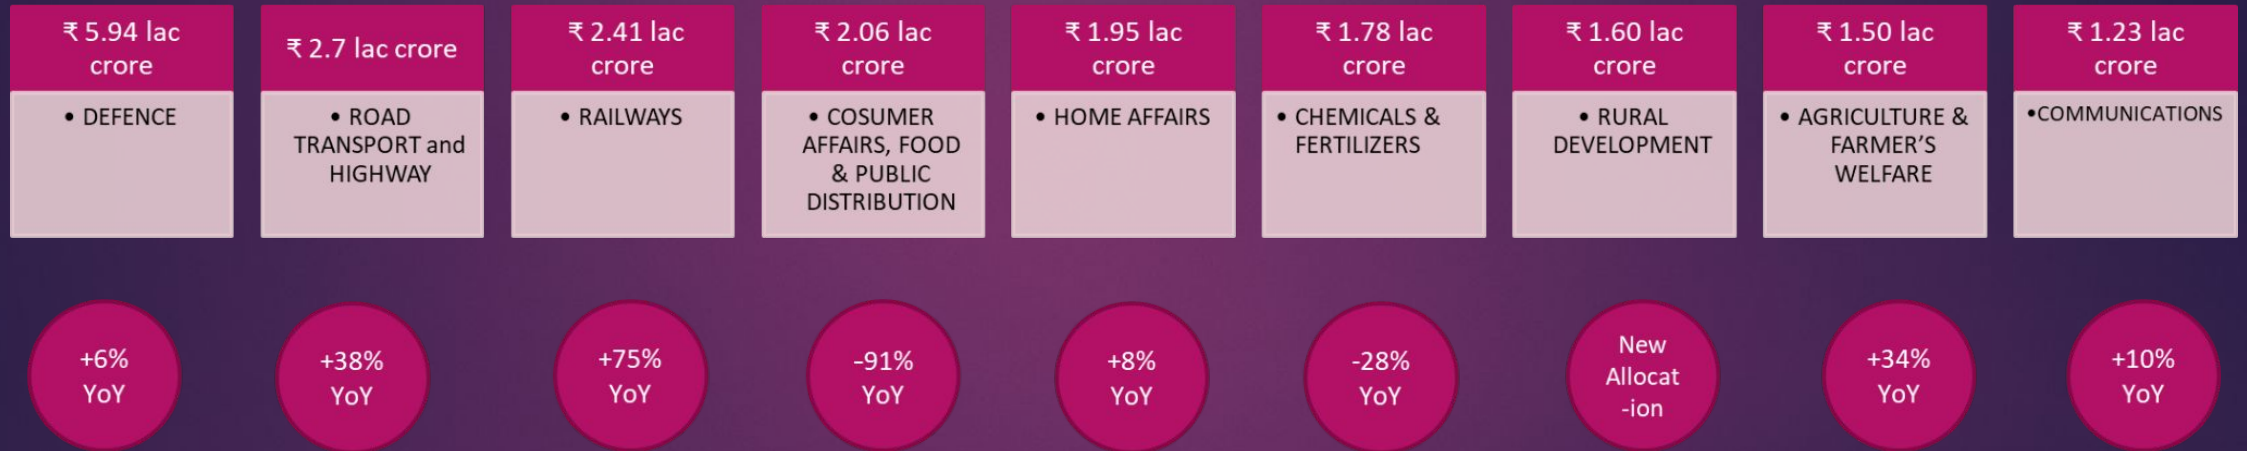 ₹ 5.94 lac
crore
• DEFENCE
₹ 2.7 lac crore
• ROAD
TRANSPORT and
HIGHWAY
₹ 2.41 lac
crore
• RAILWAYS
₹ 2.06 lac
crore
• COSUMER
AFFAIRS, FOOD
& PUBLIC
DISTRIBUTION
₹ 1.95 lac
crore
• HOME AFFAIRS
₹ 1.78 lac
crore
• CHEMICALS &
FERTILIZERS
₹ 1.60 lac
crore
• RURAL
DEVELOPMENT
₹ 1.50 lac
crore
• AGRICULTURE &
FARMER’S
WELFARE
₹ 1.23 lac
crore
•COMMUNICATIONS
+6%
YoY
+38%
YoY
+75%
YoY
-91%
YoY
+8%
YoY
-28%
YoY
New
Allocat
-ion
+34%
YoY
+10%
YoY